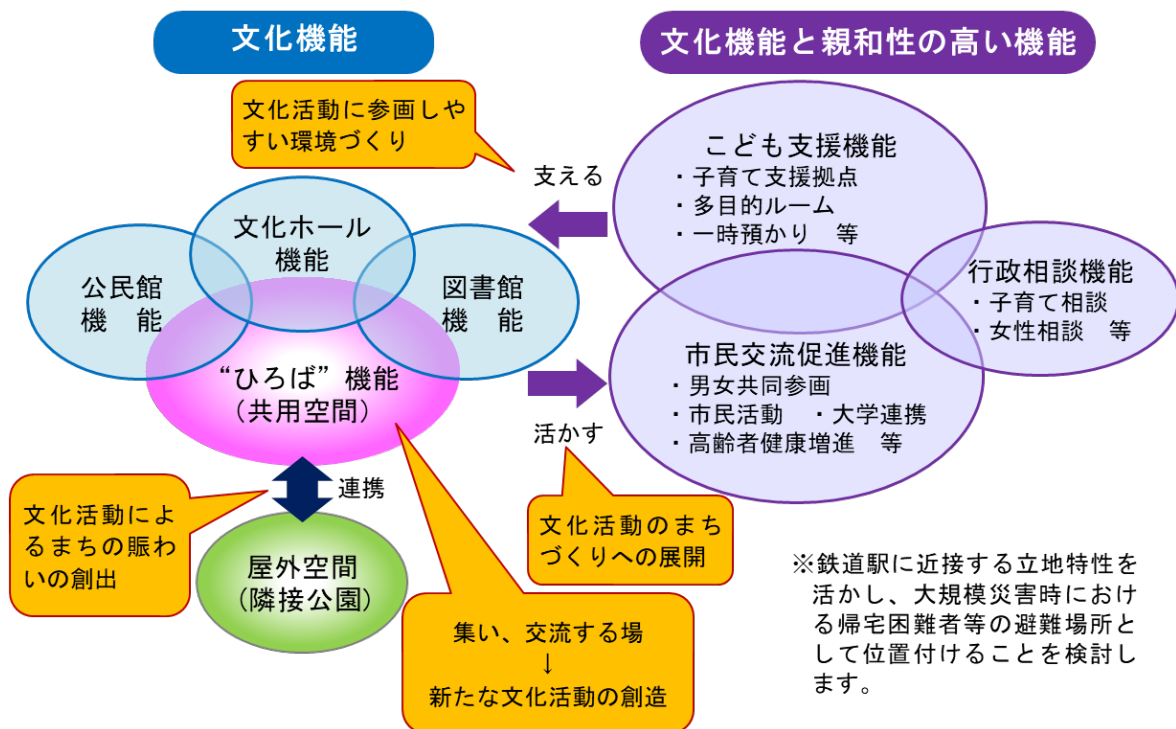 文化機能
文化機能と親和性の高い機能
文化活動に参画しや
すい環境づくり
支える
文化ホール
機能
公民館
機　能
図書館
機　能
“ひろば”機能
（共用空間）
活かす
連携
文化活動によ
るまちの賑わ
いの創出
屋外空間
（隣接公園）
文化活動のまち
づくりへの展開
集い、交流する場
↓
新たな文化活動の創造
こども支援機能
・子育て支援拠点
・多目的ルーム
・一時預かり　等
行政相談機能
・子育て相談
・女性相談　等
市民交流促進機能
・男女共同参画
・市民活動　・大学連携
・高齢者健康増進　等
※鉄道駅に近接する立地特性を
活かし、大規模災害時におけ
る帰宅困難者等の避難場所と
して位置付けることを検討し
ます。